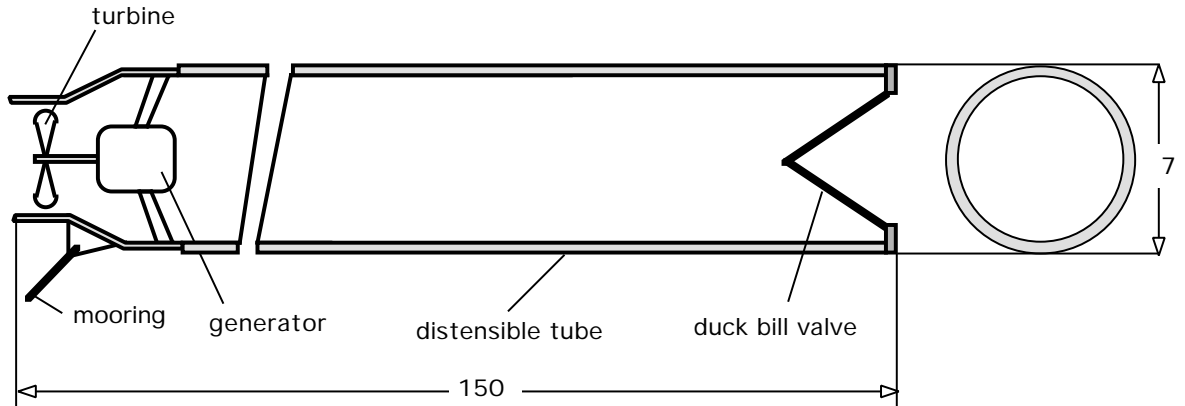 turbine
7
mooring
generator
distensible tube
duck bill valve
150